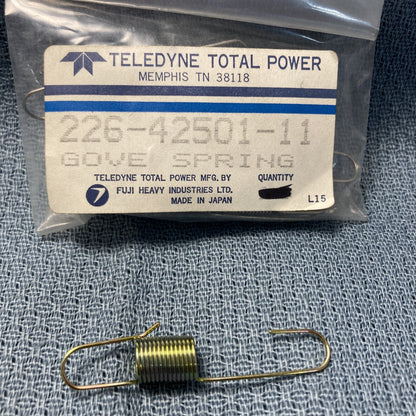 TELEDYNE TOTAL POWER
MEMPHIS TN 38118
226-42501-11
GOVE SPRING
TELEDYNE TOTAL POWER MFG. BY
FUJI HEAVY INDUSTRIES LTD.
MADE IN JAPAN
QUANTITY
L15